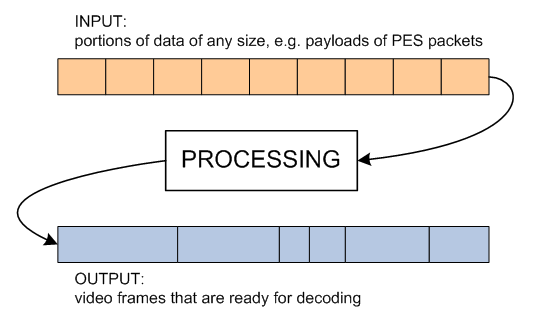 INPUT:
portions of data of any size, e.g. payloads of PES packets
PROCESSING
OUTPUT:
video frames that are ready for decoding